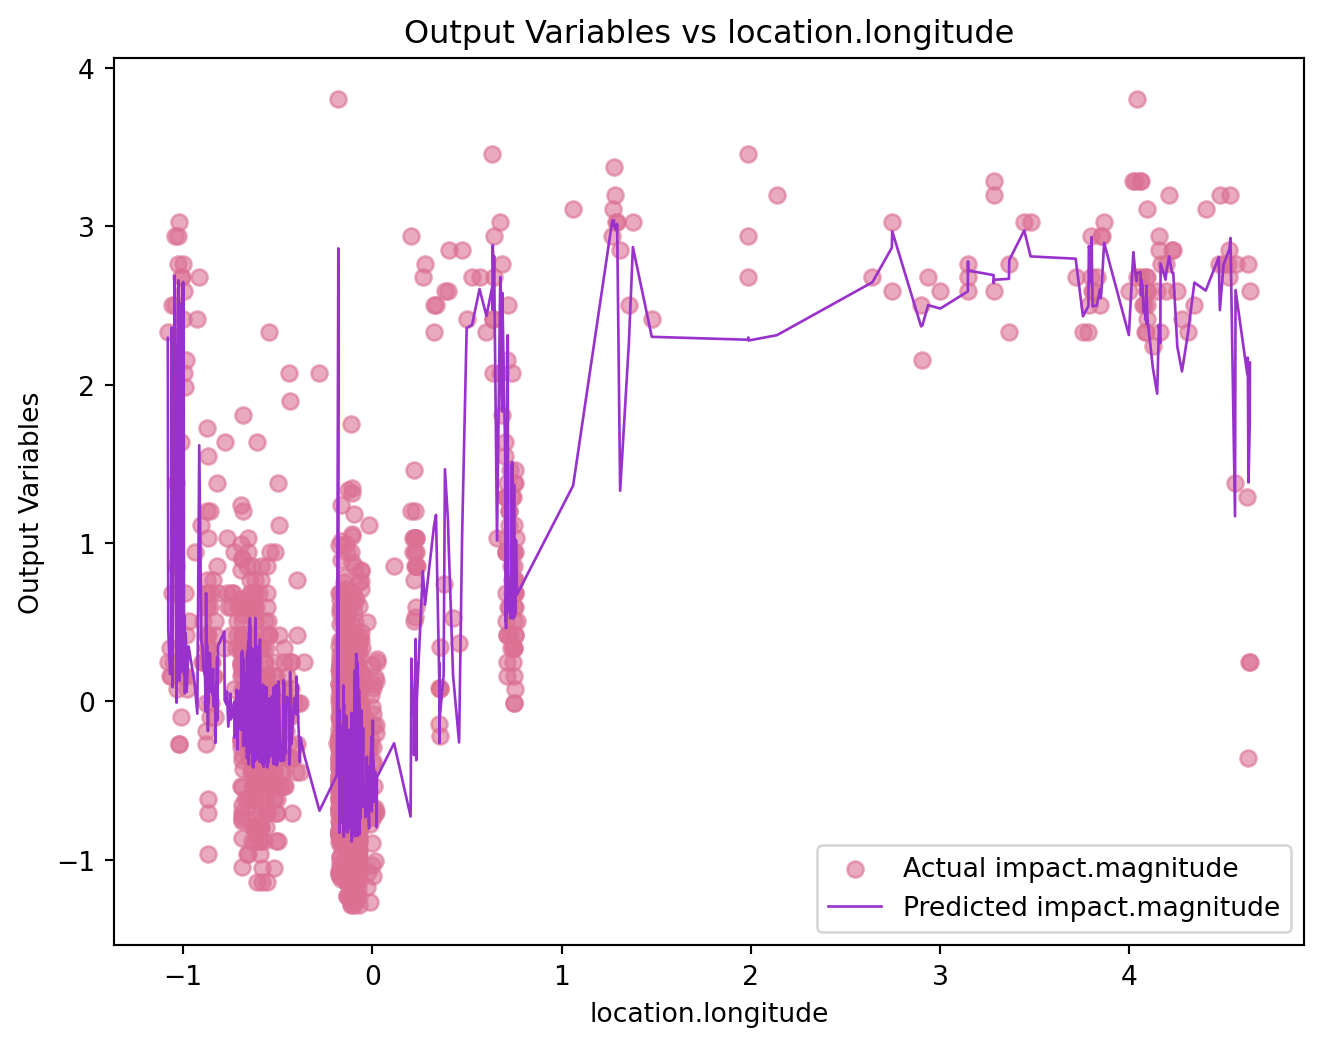 Output Variables vs location.longitude
4
3
2
1
0
−1
Output Variables
Actual impact.magnitude
Predicted impact.magnitude
−1 0 1 2 3 4
location.longitude